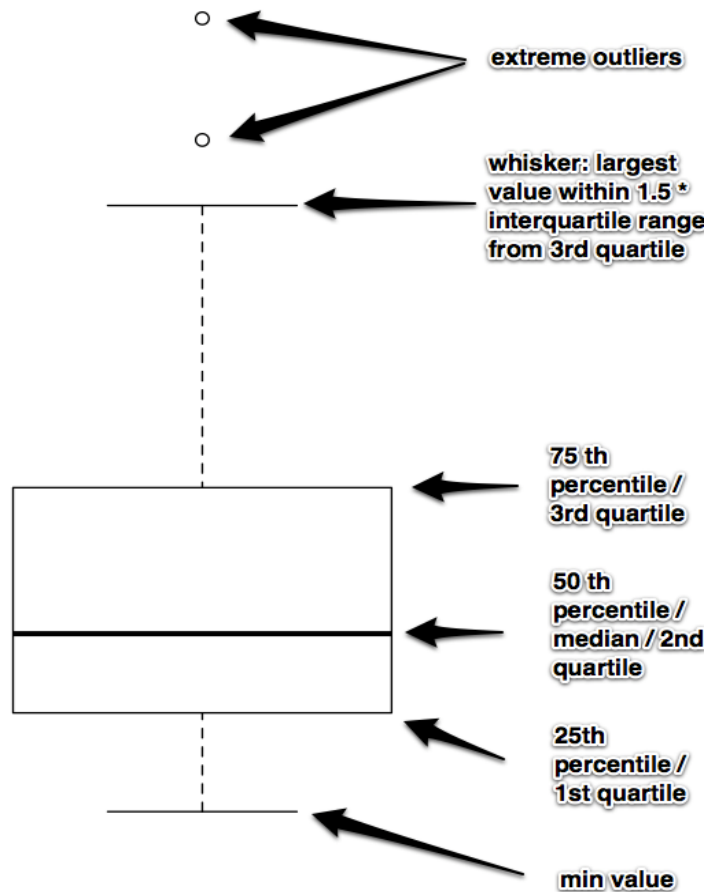 extreme outliers
whisker: largest
value within 1.5 *
interquartile range
from 3rd quartile
75 th
percentile /
3rd quartile
50 th
percentile /
median / 2nd
quartile
25th
percentile /
1st quartile
min value